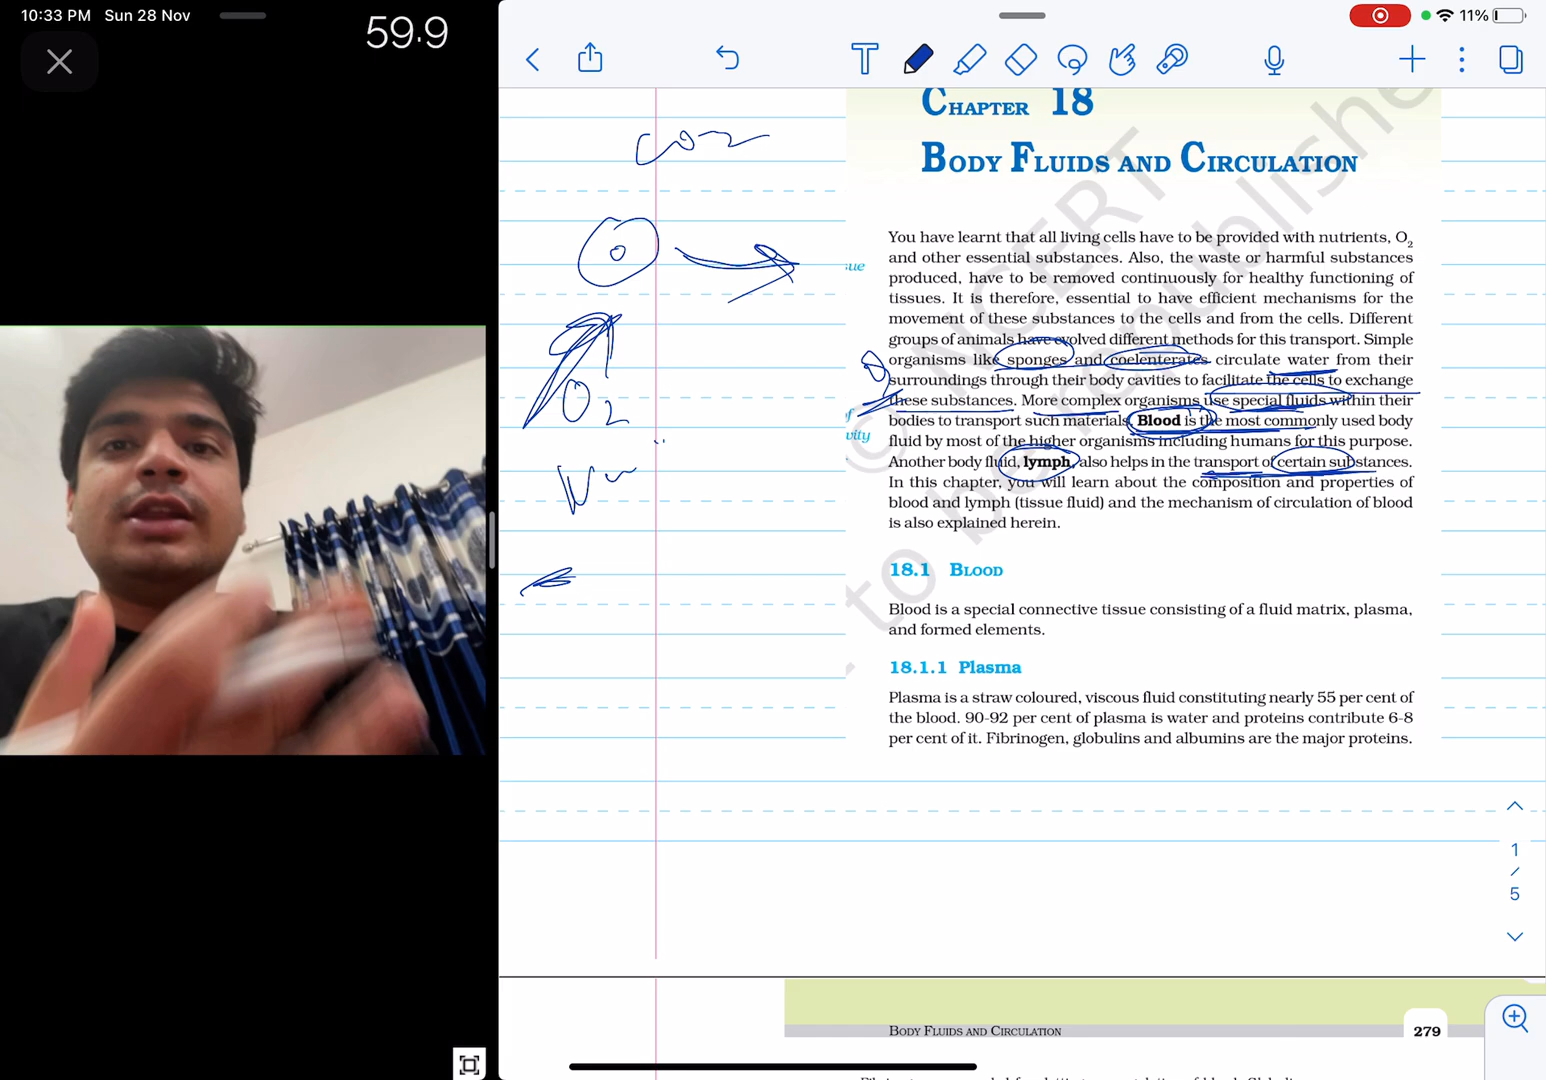 10:33 PM Sun 28 Nov
59.9
11%
CHAPTER 18
BODY FLUIDS AND CIRCULATION
CO2
O2
You have learnt that all living cells have to be provided with nutrients, O2
and other essential substances. Also, the waste or harmful substances
produced, have to be removed continuously for healthy functioning of
tissues. It is therefore, essential to have efficient mechanisms for the
movement of these substances to the cells and from the cells. Different
groups of animals have evolved different methods for this transport. Simple
organisms like sponges and coelenterates circulate water from their
surroundings through their body cavities to facilitate the cells to exchange
these substances. More complex organisms use special fluids within their
bodies to transport such materials. Blood is the most commonly used body
fluid by most of the higher organisms including humans for this purpose.
Another body fluid, lymph, also helps in the transport of certain substances.
In this chapter, you will learn about the composition and properties of
blood and lymph (tissue fluid) and the mechanism of circulation of blood
is also explained herein.
18.1 BLOOD
Blood is a special connective tissue consisting of a fluid matrix, plasma,
and formed elements.
18.1.1 Plasma
Plasma is a straw coloured, viscous fluid constituting nearly 55 per cent of
the blood. 90-92 per cent of plasma is water and proteins contribute 6-8
per cent of it. Fibrinogen, globulins and albumins are the major proteins.
1
/
5
BODY FLUIDS AND CIRCULATION
279
© NCERT
to be republishe